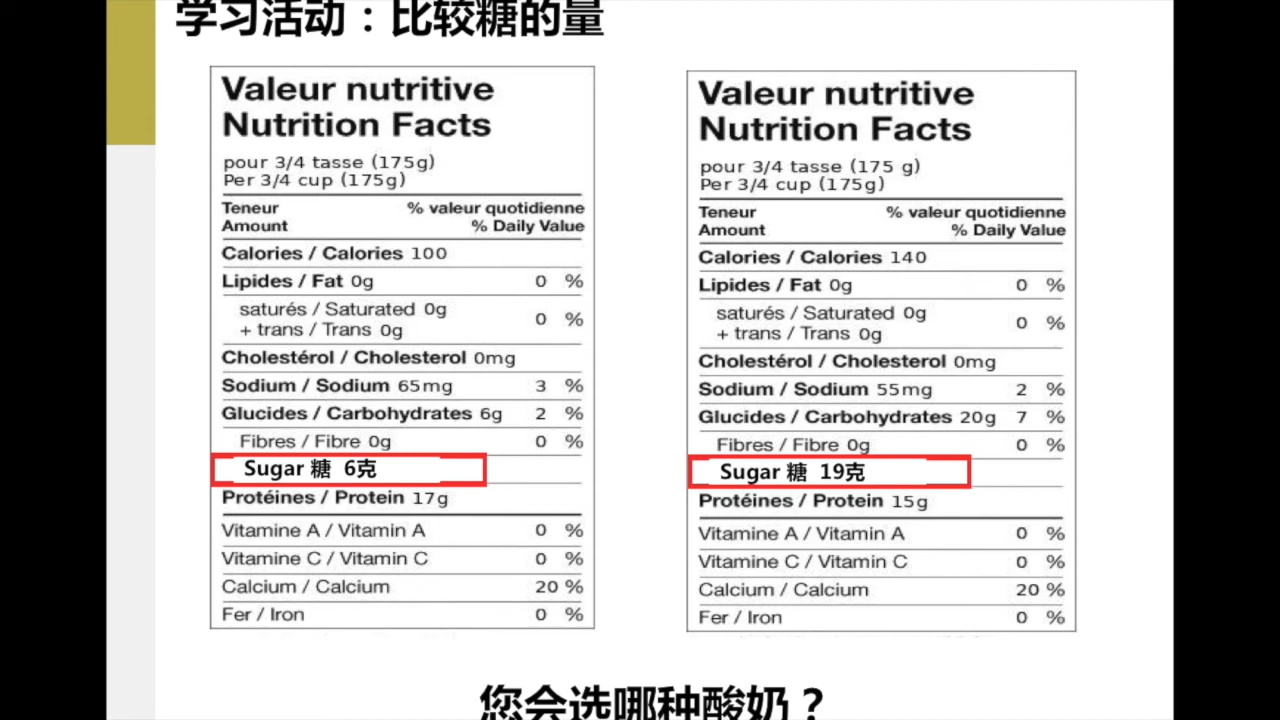 学习活动：比较糖的量
Valeur nutritive
Nutrition Facts
pour 3/4 tasse (175g)
Per 3/4 cup (175g)
Teneur % valeur quotidienne
Amount % Daily Value
Calories / Calories 100
Lipides / Fat 0g 0 %
saturés / Saturated 0g
+ trans / Trans 0g 0 %
Cholestérol / Cholesterol 0mg
Sodium / Sodium 65mg 3 %
Glucides / Carbohydrates 6g 2 %
Fibres / Fibre 0g 0 %
Sugar 糖 6克
Protéines / Protein 17g
Vitamine A / Vitamin A 0 %
Vitamine C / Vitamin C 0 %
Calcium / Calcium 20 %
Fer / Iron 0 %
Valeur nutritive
Nutrition Facts
pour 3/4 tasse (175 g)
Per 3/4 cup (175g)
Teneur % valeur quotidienne
Amount % Daily Value
Calories / Calories 140
Lipides / Fat 0g 0 %
saturés / Saturated 0g
+ trans / Trans 0g 0 %
Cholestérol / Cholesterol 0mg
Sodium / Sodium 55mg 2 %
Glucides / Carbohydrates 20g 7 %
Fibres / Fibre 0g 0 %
Sugar 糖 19克
Protéines / Protein 15g
Vitamine A / Vitamin A 0 %
Vitamine C / Vitamin C 0 %
Calcium / Calcium 20 %
Fer / Iron 0 %
您会选哪种酸奶？